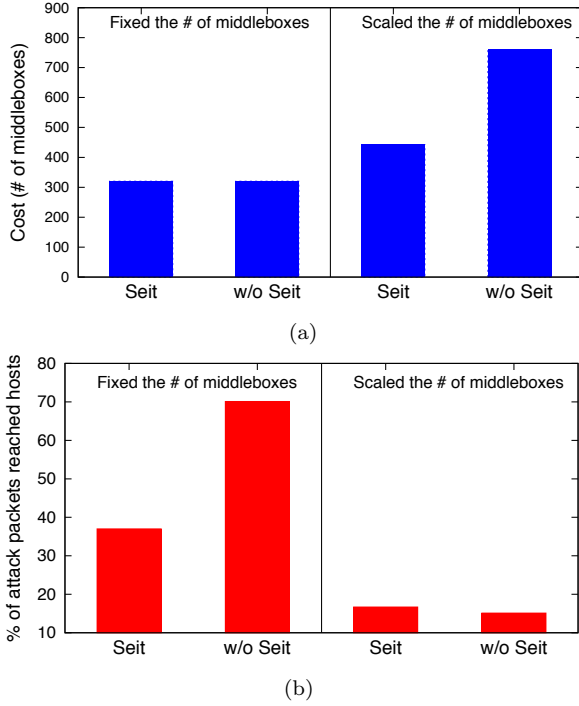 900
800
700
600
500
400
300
200
100
0
Cost (# of middleboxes)
Fixed the # of middleboxes
Scaled the # of middleboxes
Seit
w/o Seit
Seit
w/o Seit
(a)
80
70
60
50
40
30
20
10
% of attack packets reached hosts
Fixed the # of middleboxes
Scaled the # of middleboxes
Seit
w/o Seit
Seit
w/o Seit
(b)